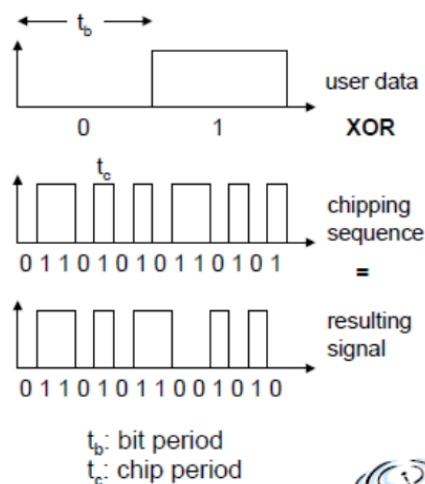 t_b
user data
0 1 XOR
t_c
chipping
sequence
0 1 1 0 1 0 1 0 1 1 0 1 0 1
=
resulting
signal
0 1 1 0 1 0 1 1 0 0 1 0 1 0
t_b: bit period
t_c: chip period